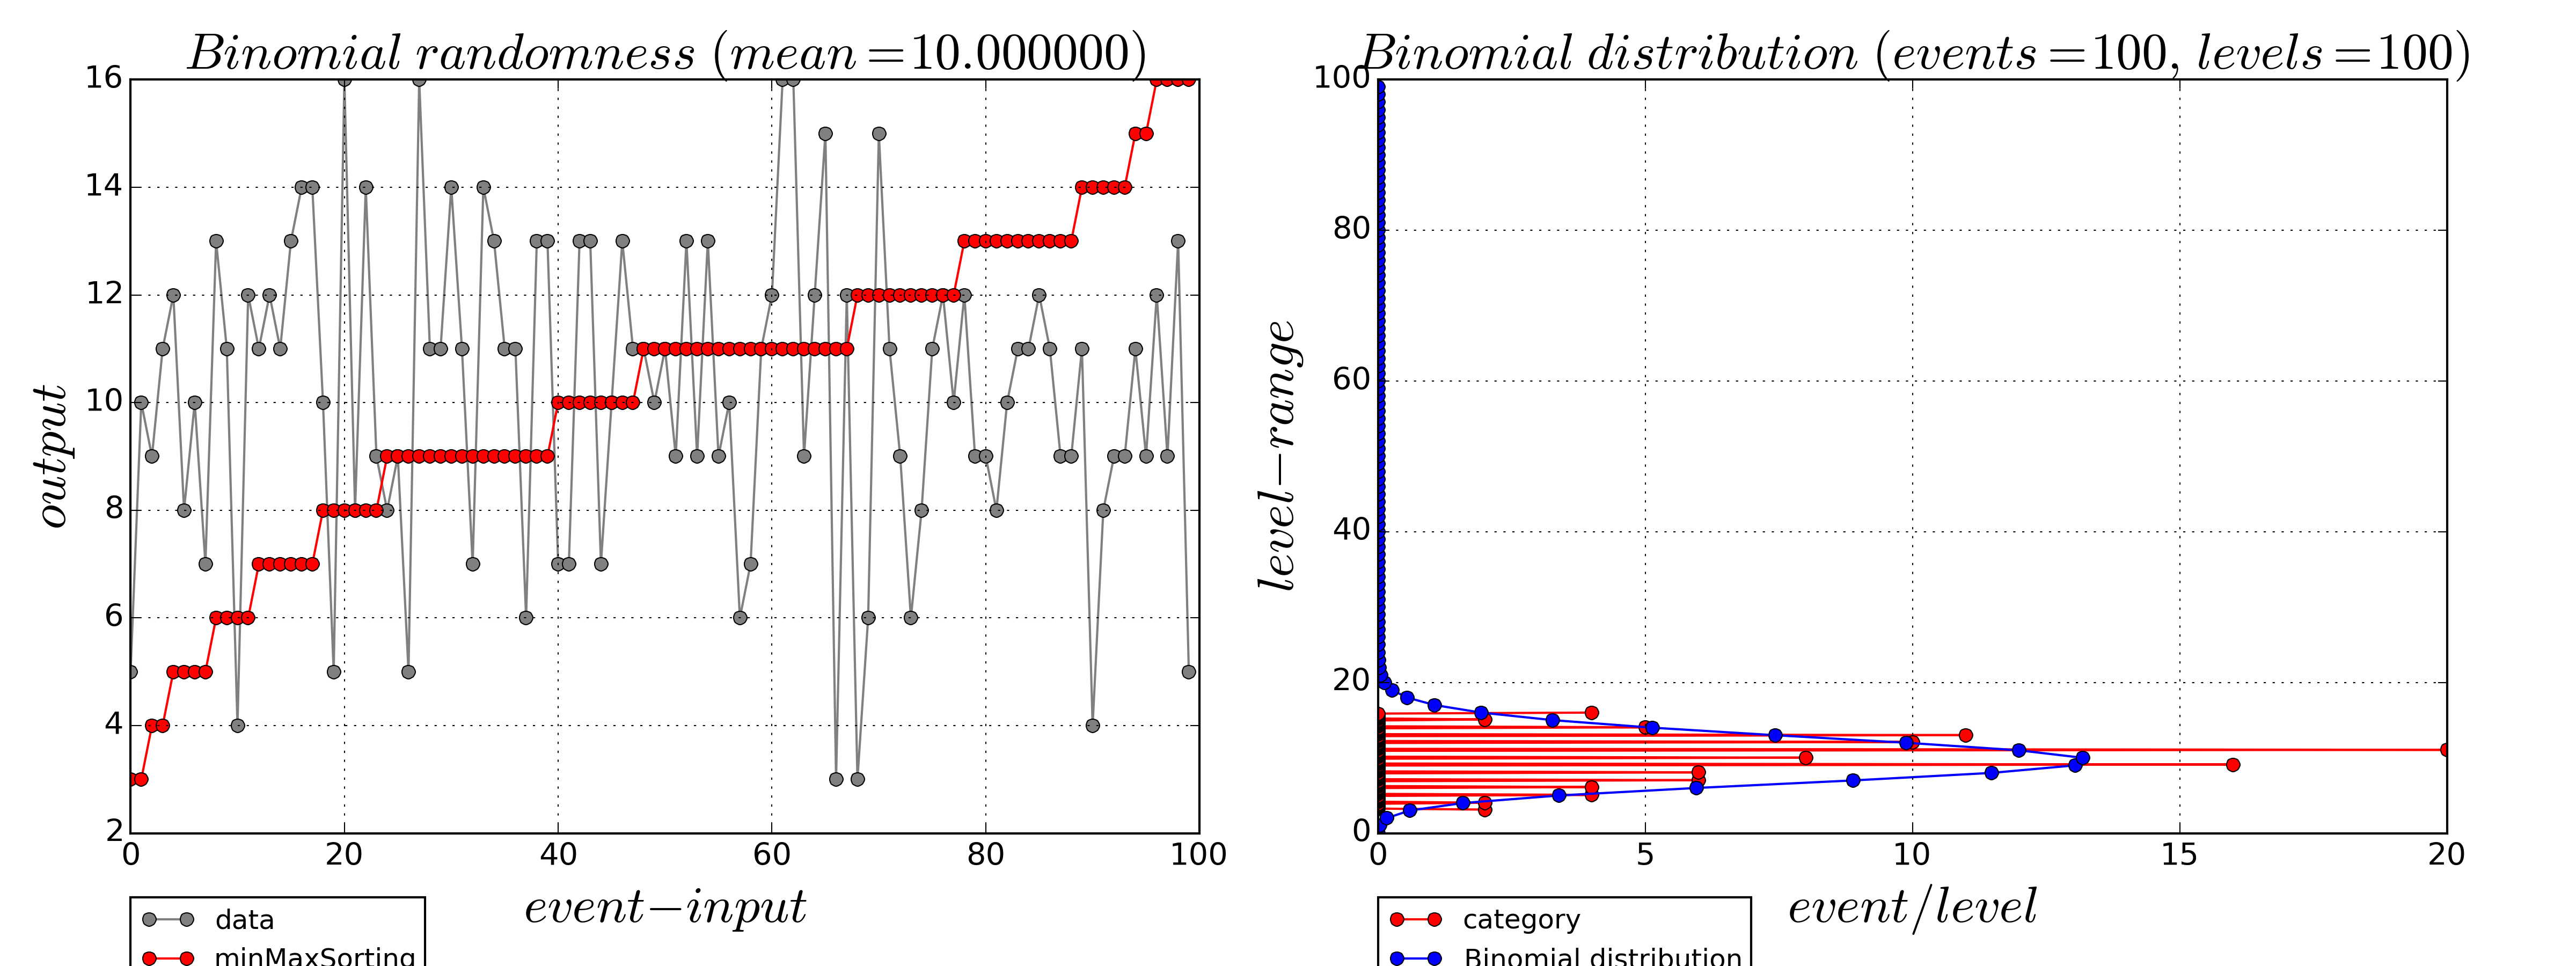 Binomial randomness (mean=10.000000)
16
14
12
10
8
6
4
2
output
0 20 40 60 80 100
event−input
data
minMaxSorting
Binomial distribution (events=100, levels=100)
100
80
60
40
20
0
level−range
0 5 10 15 20
event/level
category
Binomial distribution